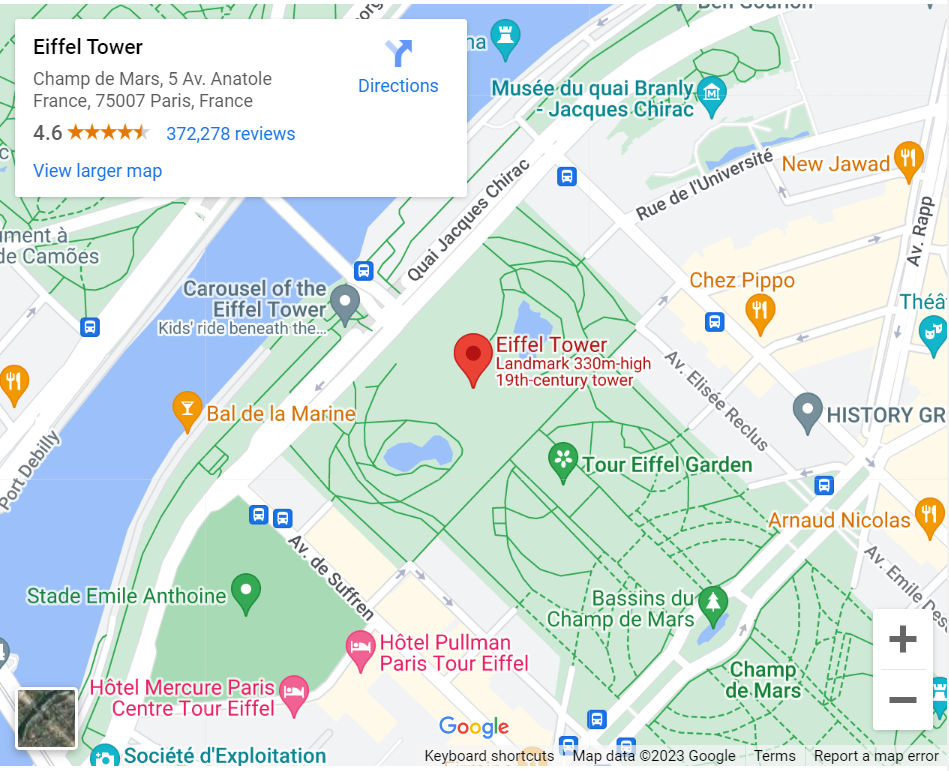 Eiffel Tower
Champ de Mars, 5 Av. Anatole
France, 75007 Paris, France
4.6
372,278 reviews
View larger map
Directions
Musée du quai Branly
- Jacques Chirac
Rue de l'Université
New Jawad
Av. Rapp
Quai Jacques Chirac
Carousel of the
Eiffel Tower
Kids' ride beneath the...
de Camões
Chez Pippo
Eiffel Tower
Landmark 330m-high
19th-century tower
Av. Elisée Reclus
HISTORY GR
Bal de la Marine
Port Debilly
Tour Eiffel Garden
Arnaud Nicolas
Av. de Suffren
Av. Emile Des
Stade Emile Anthoine
Bassins du
Champ de Mars
Hôtel Pullman
Paris Tour Eiffel
Champ
de Mars
Hôtel Mercure Paris
Centre Tour Eiffel
Google
Société d'Exploitation
Keyboard shortcuts
Map data ©2023 Google
Terms
Report a map error